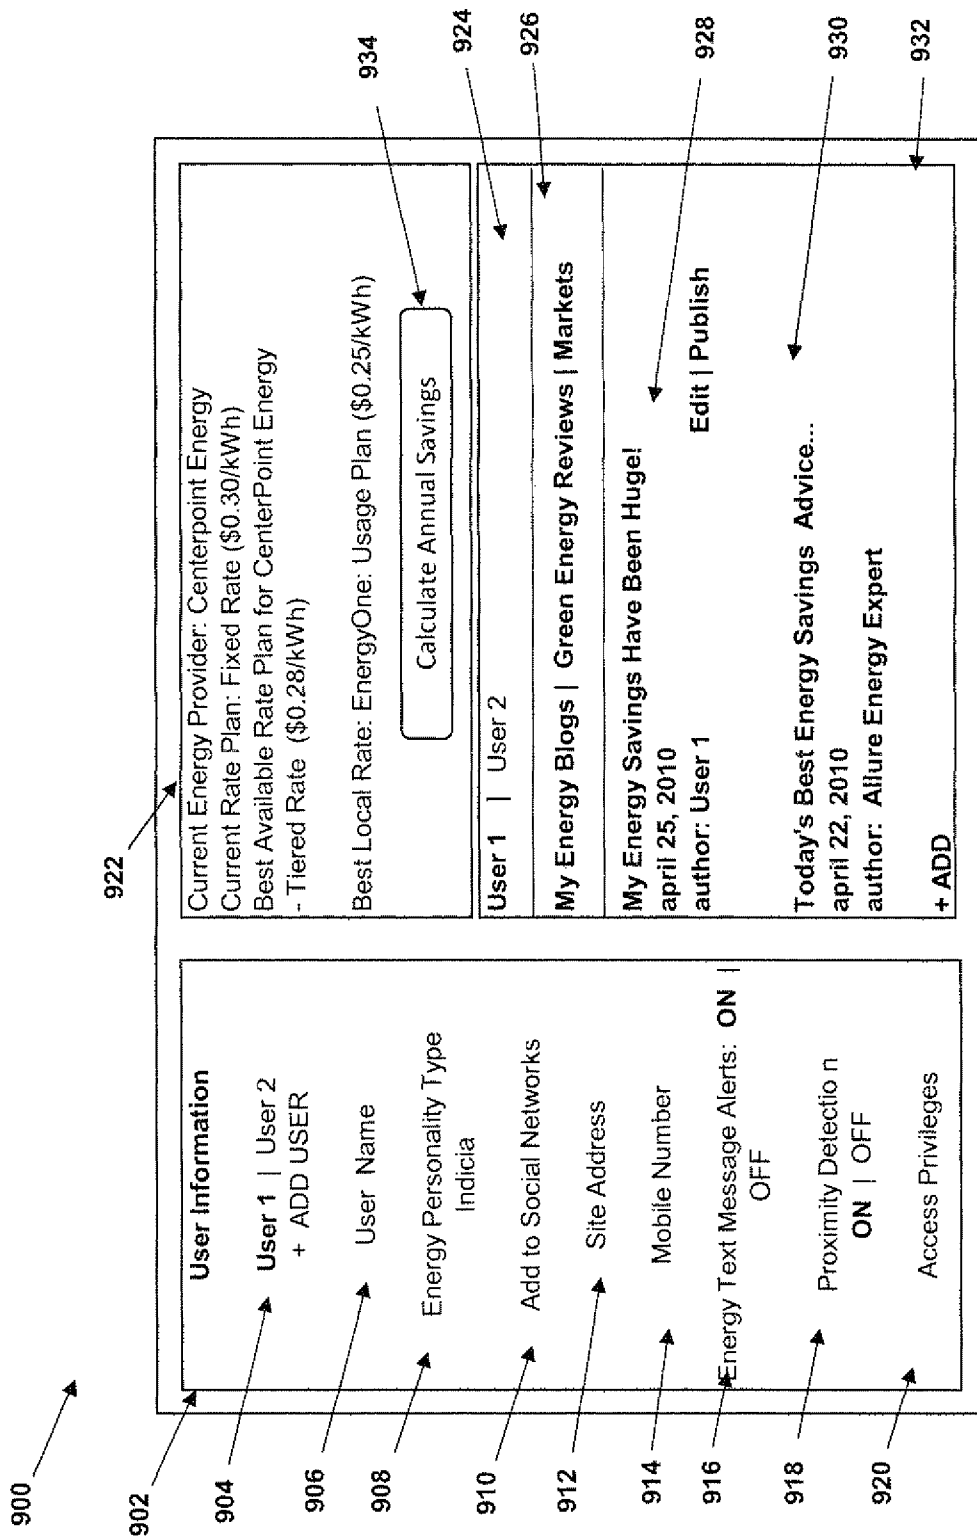 900
902
904
906
908
910
912
914
916
918
920
User Information
User 1 | User 2
+ ADD USER
User Name
Energy Personality Type
Indicia
Add to Social Networks
Site Address
Mobile Number
Energy Text Message Alerts: ON |
OFF
Proximity Detectio n
ON | OFF
Access Privileges
922
Current Energy Provider: Centerpoint Energy
Current Rate Plan: Fixed Rate ($0.30/kWh)
Best Available Rate Plan for CenterPoint Energy
- Tiered Rate ($0.28/kWh)
Best Local Rate: EnergyOne: Usage Plan ($0.25/kWh)
Calculate Annual Savings
User 1 | User 2
My Energy Blogs | Green Energy Reviews | Markets
My Energy Savings Have Been Huge!
april 25, 2010
author: User 1
Edit | Publish
Today's Best Energy Savings Advice...
april 22, 2010
author: Allure Energy Expert
+ ADD
934
924
926
928
930
932